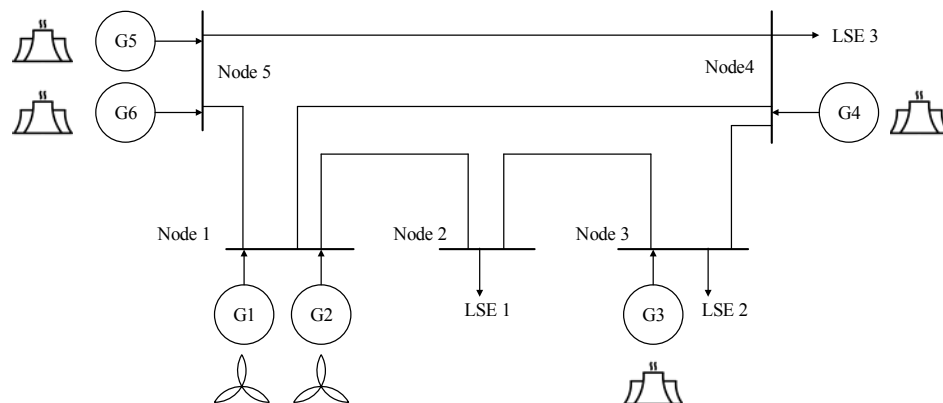 G5
LSE 3
Node 5
Node4
G6
G4
Node 1
Node 2
Node 3
G1
G2
LSE 1
G3
LSE 2